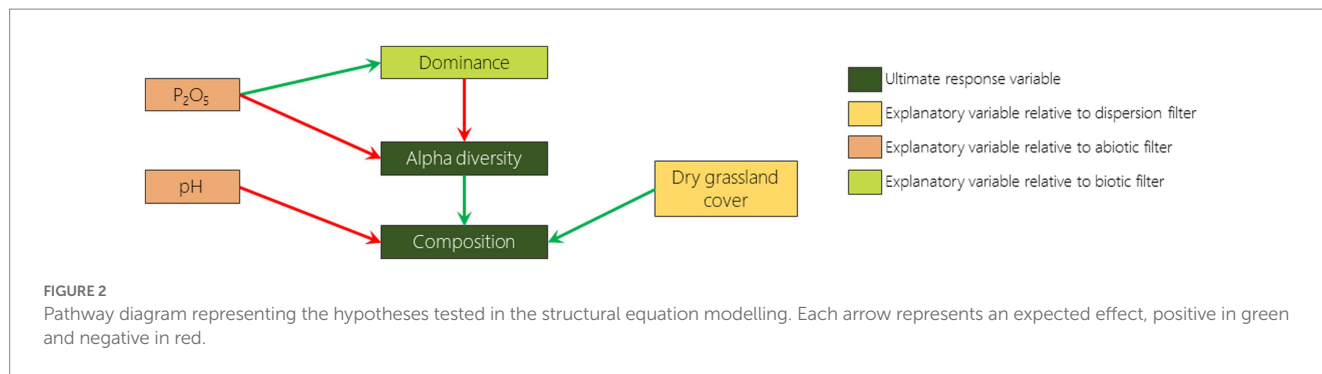 Dominance
P₂O₅
Alpha diversity
pH
Dry grassland
cover
Composition
Ultimate response variable
Explanatory variable relative to dispersion filter
Explanatory variable relative to abiotic filter
Explanatory variable relative to biotic filter
FIGURE 2
Pathway diagram representing the hypotheses tested in the structural equation modelling. Each arrow represents an expected effect, positive in green
and negative in red.